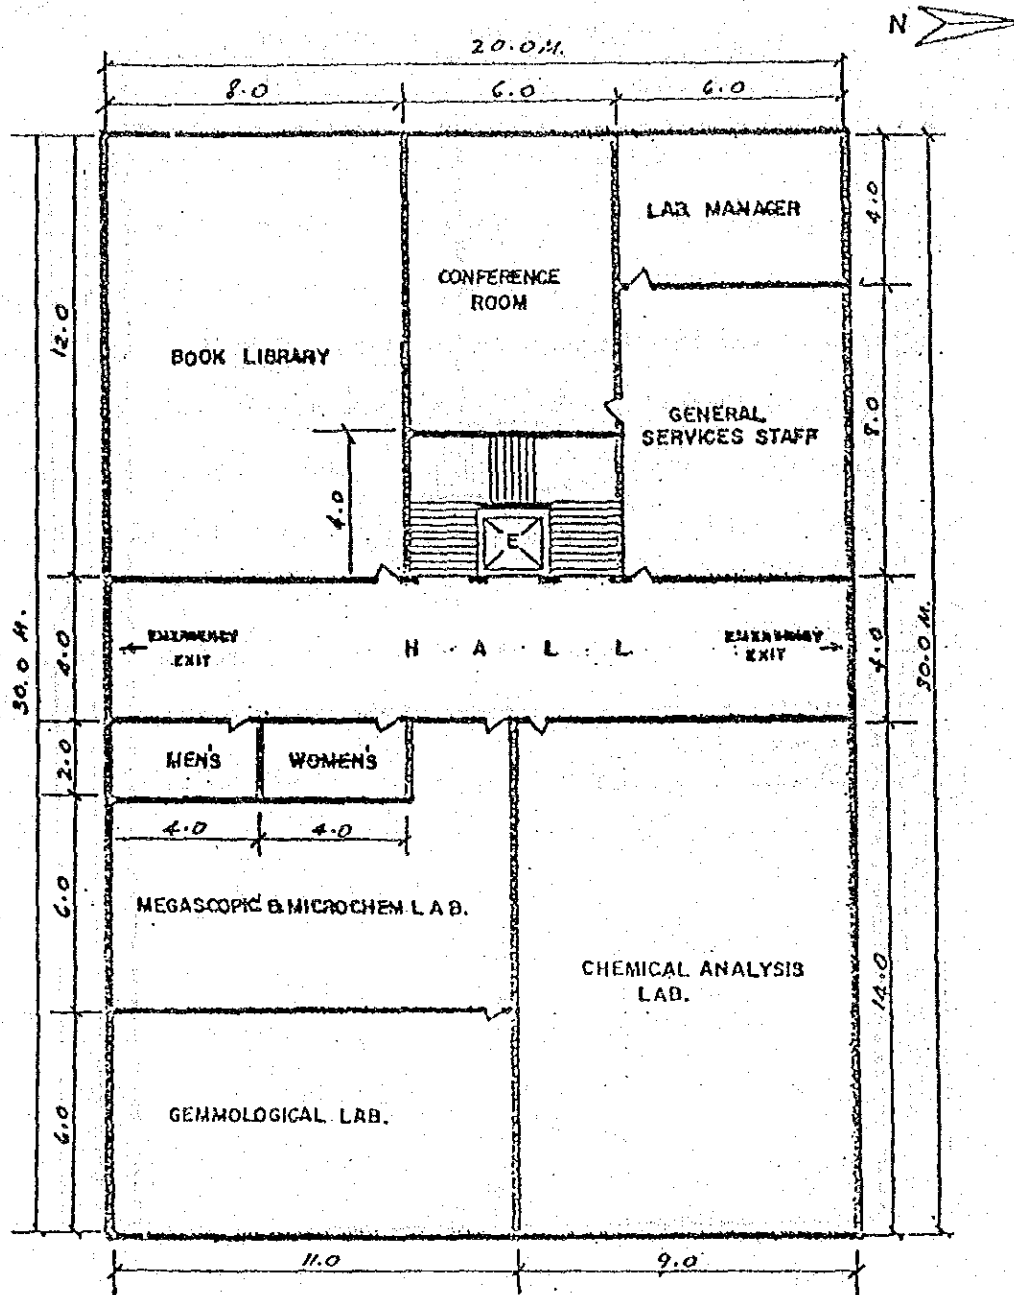 N
20.0 M.
8.0
6.0
6.0
LAB MANAGER
4.0
CONFERENCE
ROOM
12.0
BOOK LIBRARY
GENERAL
SERVICES STAFF
8.0
4.0
E
EMERGENCY
EXIT
H A L L
EMERGENCY
EXIT
4.0
4.0
30.0 M.
30.0 M.
MEN'S
WOMEN'S
2.0
4.0
4.0
6.0
MEGASCOPIC & MICROCHEM LAB.
CHEMICAL ANALYSIS
LAB.
14.0
GEMMOLOGICAL LAB.
6.0
11.0
9.0